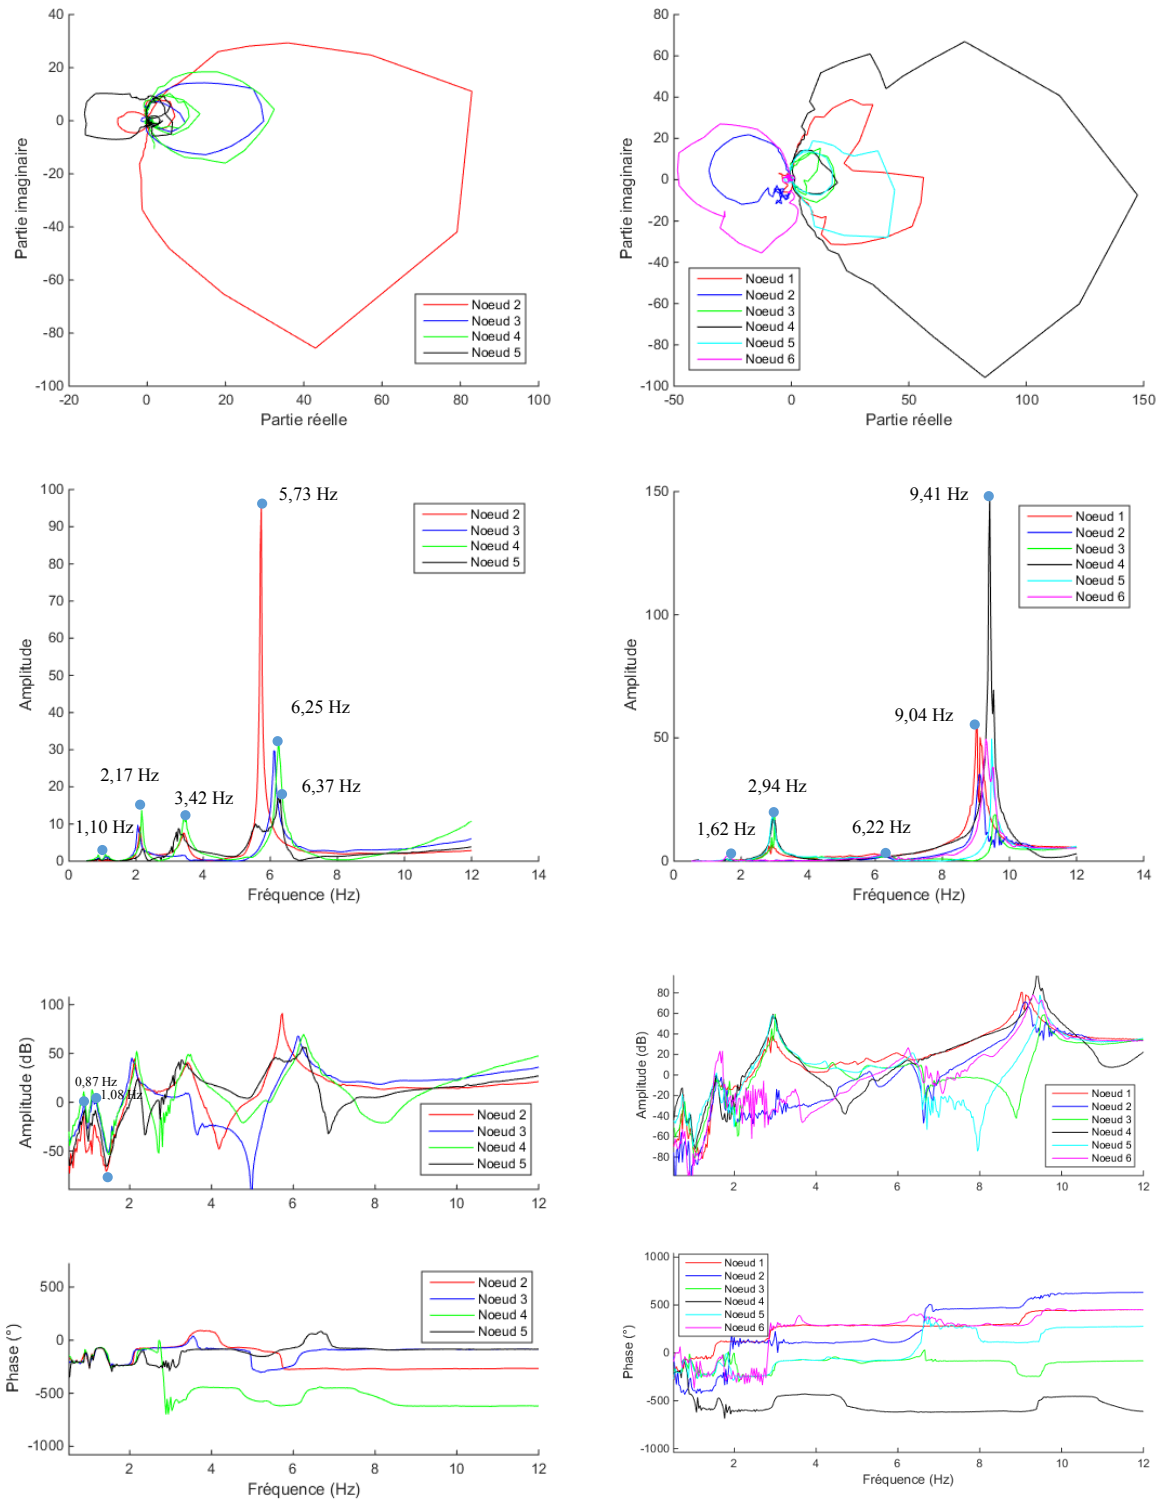 40
20
0
-20
-40
-60
-80
-100
-20 0 20 40 60 80 100
Partie imaginaire
Partie réelle
Noeud 2
Noeud 3
Noeud 4
Noeud 5
80
60
40
20
0
-20
-40
-60
-80
-100
-50 0 50 100 150
Partie imaginaire
Partie réelle
Noeud 1
Noeud 2
Noeud 3
Noeud 4
Noeud 5
Noeud 6
100
90
80
70
60
50
40
30
20
10
0
0 2 4 6 8 10 12 14
Amplitude
Fréquence (Hz)
5,73 Hz
6,25 Hz
2,17 Hz
3,42 Hz
6,37 Hz
1,10 Hz
Noeud 2
Noeud 3
Noeud 4
Noeud 5
150
100
50
0
0 2 4 6 8 10 12 14
Amplitude
Fréquence (Hz)
9,41 Hz
9,04 Hz
2,94 Hz
1,62 Hz
6,22 Hz
Noeud 1
Noeud 2
Noeud 3
Noeud 4
Noeud 5
Noeud 6
100
50
0
-50
2 4 6 8 10 12
Amplitude (dB)
0,87 Hz
1,08 Hz
Noeud 2
Noeud 3
Noeud 4
Noeud 5
80
60
40
20
0
-20
-40
-60
-80
2 4 6 8 10 12
Amplitude (dB)
Noeud 1
Noeud 2
Noeud 3
Noeud 4
Noeud 5
Noeud 6
500
0
-500
-1000
2 4 6 8 10 12
Phase (°)
Fréquence (Hz)
Noeud 2
Noeud 3
Noeud 4
Noeud 5
1000
500
0
-500
-1000
2 4 6 8 10 12
Phase (°)
Fréquence (Hz)
Noeud 1
Noeud 2
Noeud 3
Noeud 4
Noeud 5
Noeud 6